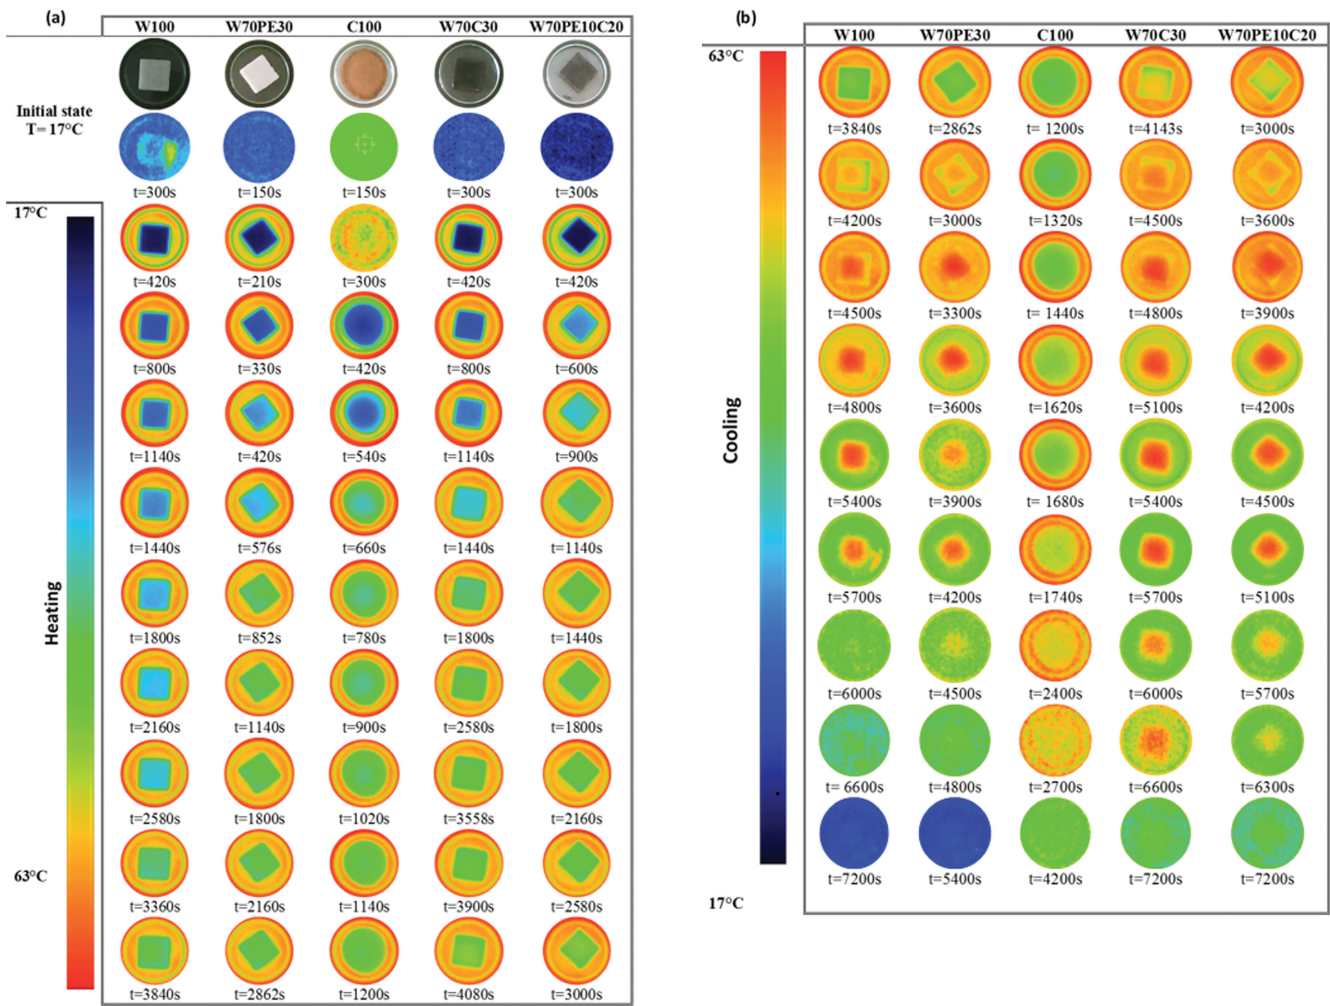 (a)
W100 W70PE30 C100 W70C30 W70PE10C20
Initial state
T= 17°C
t=300s t=150s t=150s t=300s t=300s
17°C
t=420s t=210s t=300s t=420s t=420s
t=800s t=330s t=420s t=800s t=600s
t=1140s t=420s t=540s t=1140s t=900s
t=1440s t=576s t=660s t=1440s t=1140s
Heating
t=1800s t=852s t=780s t=1800s t=1440s
t=2160s t=1140s t=900s t=2580s t=1800s
t=2580s t=1800s t=1020s t=3558s t=2160s
63°C
t=3360s t=2160s t=1140s t=3900s t=2580s
t=3840s t=2862s t=1200s t=4080s t=3000s
(b)
W100 W70PE30 C100 W70C30 W70PE10C20
63°C
t=3840s t=2862s t= 1200s t=4143s t=3000s
t=4200s t=3000s t=1320s t=4500s t=3600s
t=4500s t=3300s t= 1440s t=4800s t=3900s
t=4800s t=3600s t= 1620s t=5100s t=4200s
Cooling
t=5400s t=3900s t= 1680s t=5400s t=4500s
t=5700s t=4200s t=1740s t=5700s t=5100s
t=6000s t=4500s t=2400s t=6000s t=5700s
t= 6600s t=4800s t=2700s t=6600s t=6300s
t=7200s t=5400s t=4200s t=7200s t=7200s
17°C